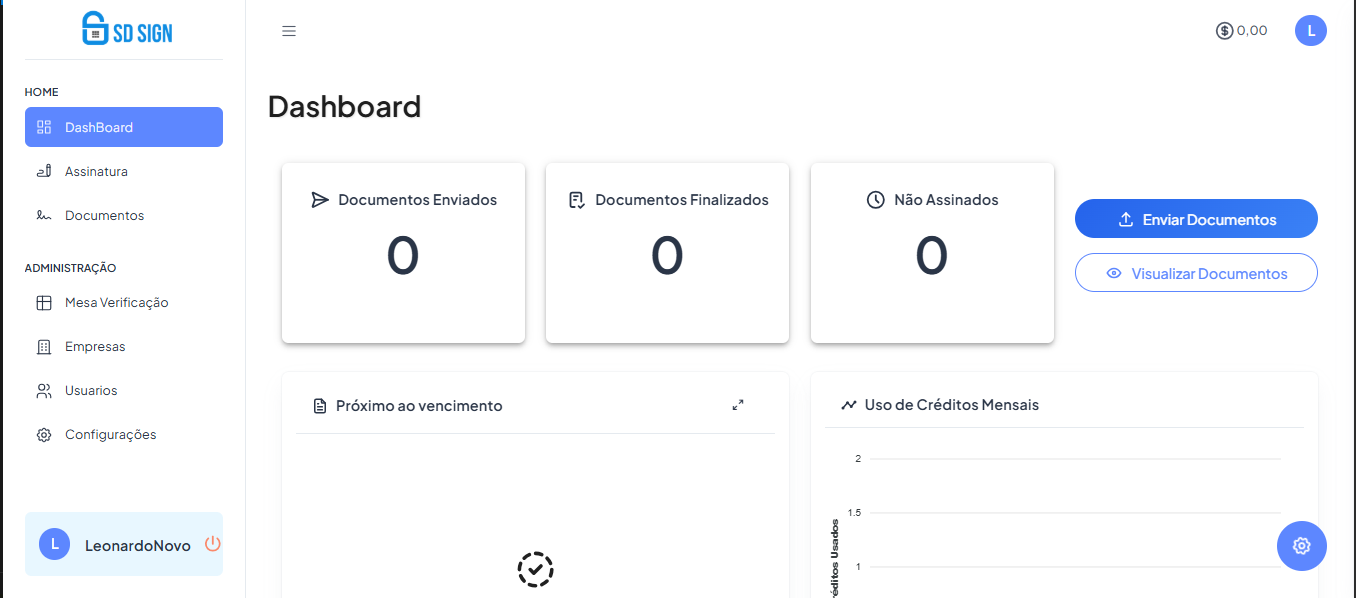 SD SIGN
HOME
DashBoard
Assinatura
Documentos
ADMINISTRAÇÃO
Mesa Verificação
Empresas
Usuarios
Configurações
L
LeonardoNovo
0,00
L
Dashboard
Documentos Enviados
0
Documentos Finalizados
0
Não Assinados
0
Enviar Documentos
Visualizar Documentos
Próximo ao vencimento
Uso de Créditos Mensais
2
1.5
1
Usados